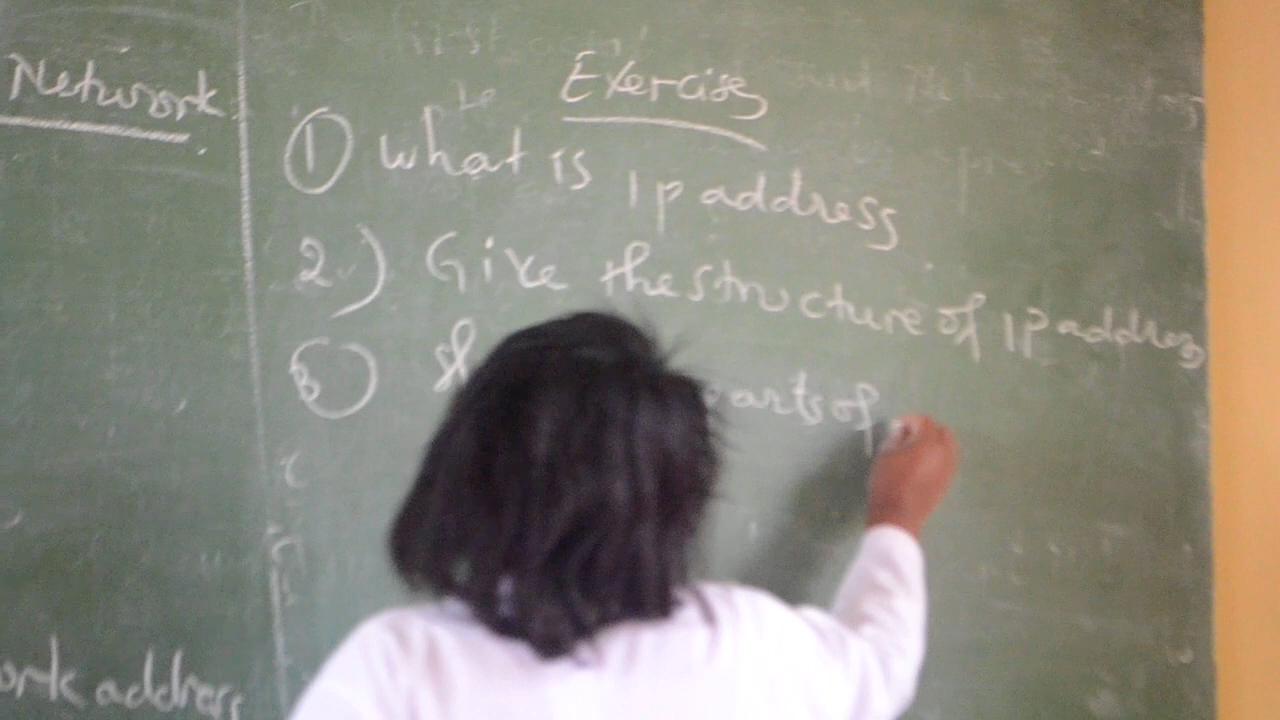 Network
Exercise
① what is IP address
2.) Give the structure of IP address
③ parts of
ork address